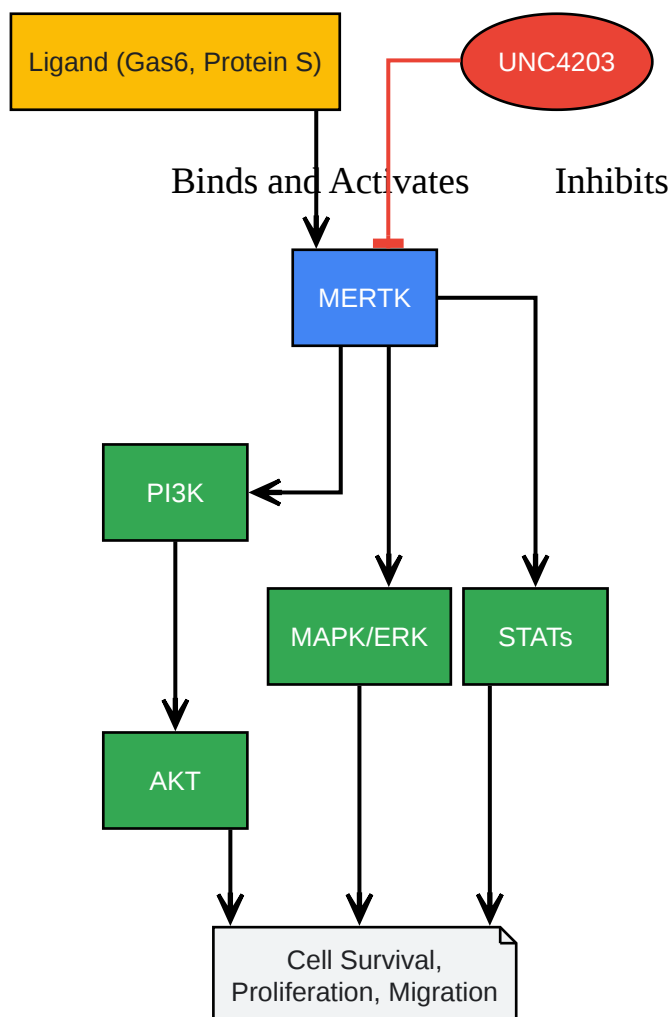 Ligand (Gas6, Protein S)
UNC4203
Binds and Activates
Inhibits
MERTK
PI3K
MAPK/ERK
STATs
AKT
Cell Survival,
Proliferation, Migration